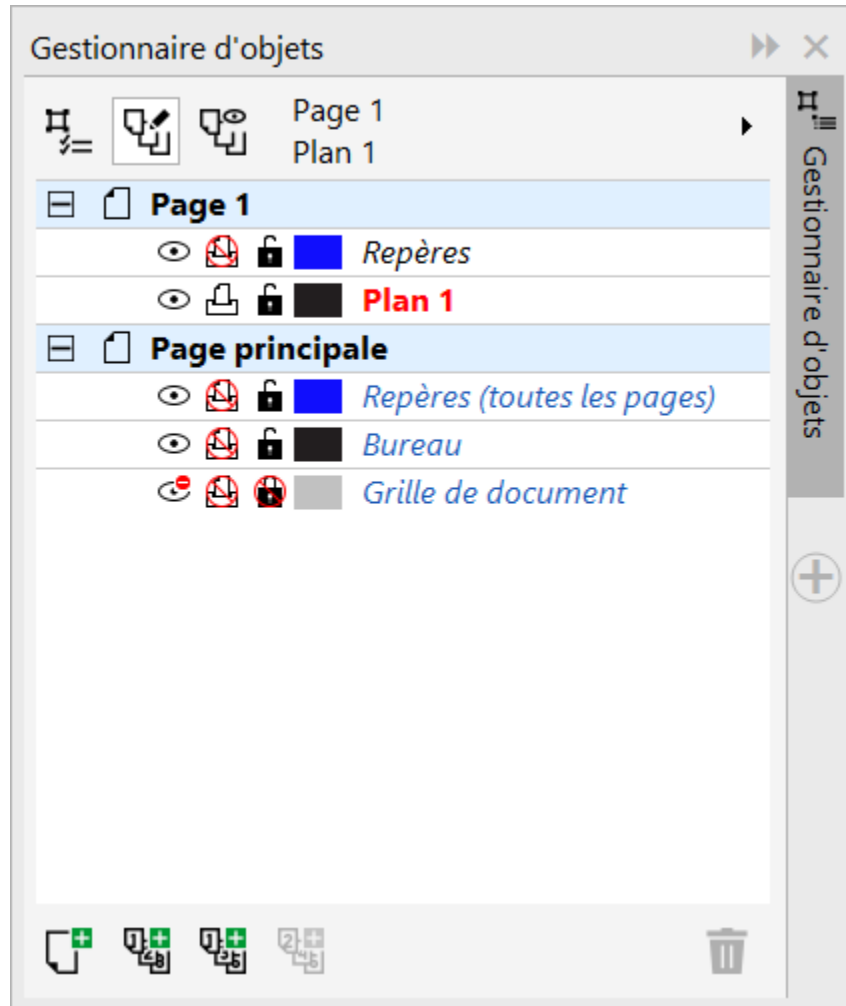 Gestionnaire d'objets
Page 1
Plan 1
Page 1
Repères
Plan 1
Page principale
Repères (toutes les pages)
Bureau
Grille de document
Gestionnaire d'objets